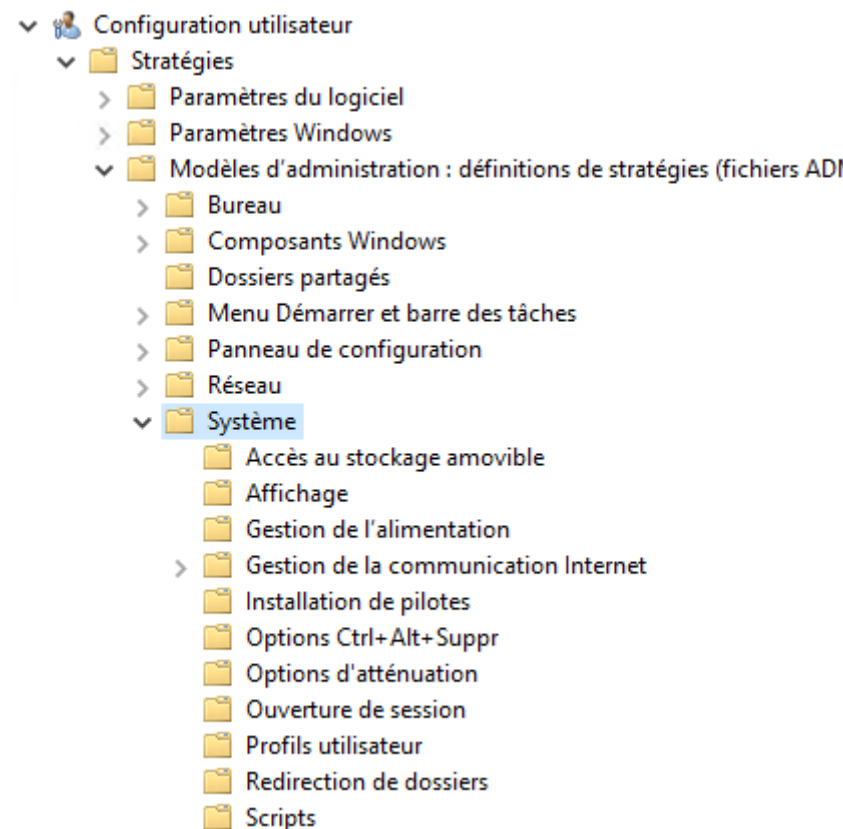 Configuration utilisateur
Stratégies
Paramètres du logiciel
Paramètres Windows
Modèles d'administration : définitions de stratégies (fichiers ADM
Bureau
Composants Windows
Dossiers partagés
Menu Démarrer et barre des tâches
Panneau de configuration
Réseau
Système
Accès au stockage amovible
Affichage
Gestion de l'alimentation
Gestion de la communication Internet
Installation de pilotes
Options Ctrl+Alt+Suppr
Options d'atténuation
Ouverture de session
Profils utilisateur
Redirection de dossiers
Scripts